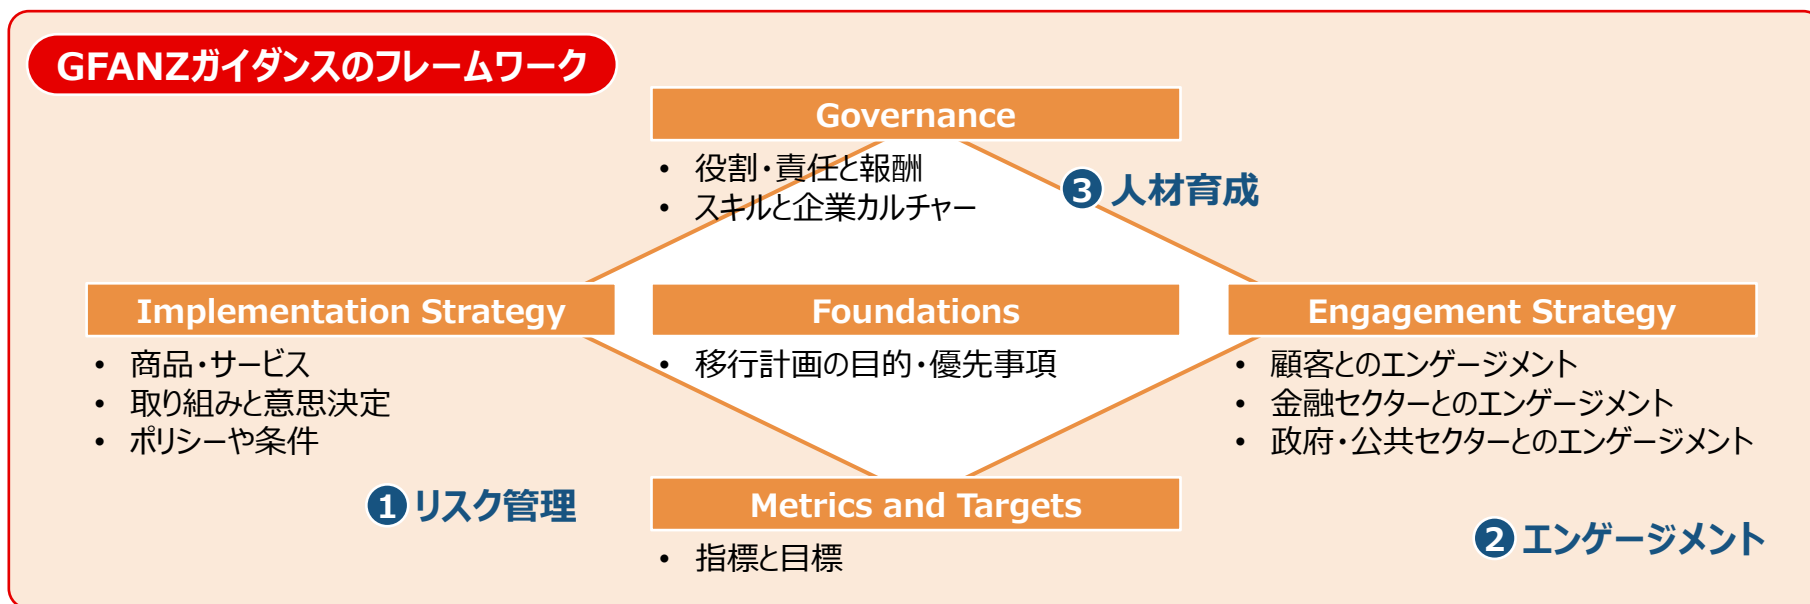 GFANZガイダンスのフレームワーク
Governance
• 役割・責任と報酬
• スキルと企業カルチャー
❸ 人材育成
Implementation Strategy
• 商品・サービス
• 取り組みと意思決定
• ポリシーや条件
❶ リスク管理
Foundations
• 移行計画の目的・優先事項
Engagement Strategy
• 顧客とのエンゲージメント
• 金融セクターとのエンゲージメント
• 政府・公共セクターとのエンゲージメント
❷ エンゲージメント
Metrics and Targets
• 指標と目標